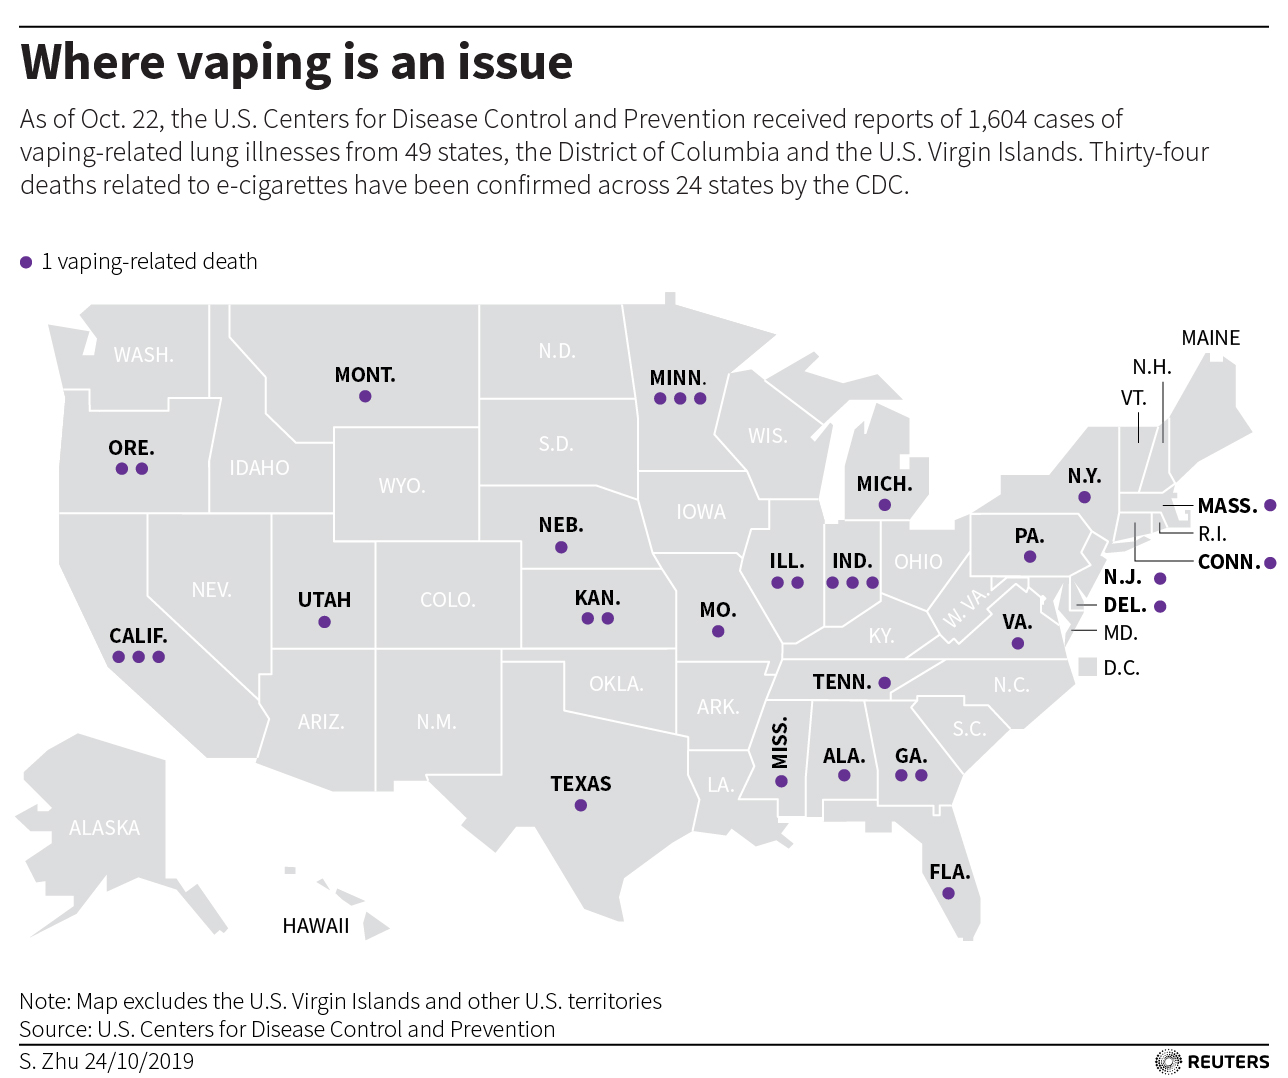 Where vaping is an issue
As of Oct. 22, the U.S. Centers for Disease Control and Prevention received reports of 1,604 cases of
vaping-related lung illnesses from 49 states, the District of Columbia and the U.S. Virgin Islands. Thirty-four
deaths related to e-cigarettes have been confirmed across 24 states by the CDC.
1 vaping-related death
MAINE
N.H.
VT.
WASH.
N.D.
MONT.
MINN.
ORE.
IDAHO
S.D.
WIS.
WYO.
MICH.
N.Y.
MASS.
IOWA
NEB.
PA.
R.I.
CONN.
ILL.
IND.
OHIO
N.J.
NEV.
UTAH
COLO.
KAN.
MO.
W. VA.
DEL.
CALIF.
KY.
VA.
MD.
D.C.
OKLA.
TENN.
N.C.
ARIZ.
N.M.
ARK.
S.C.
MISS.
ALA.
GA.
TEXAS
LA.
ALASKA
FLA.
HAWAII
Note: Map excludes the U.S. Virgin Islands and other U.S. territories
Source: U.S. Centers for Disease Control and Prevention
S. Zhu 24/10/2019
REUTERS